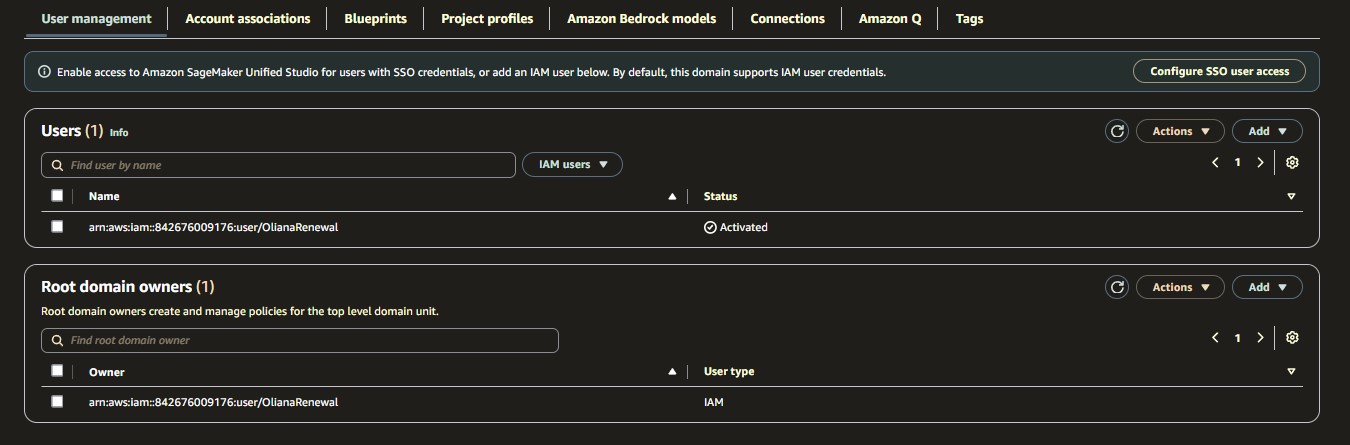 User management Account associations Blueprints Project profiles Amazon Bedrock models Connections Amazon Q Tags
Enable access to Amazon SageMaker Unified Studio for users with SSO credentials, or add an IAM user below. By default, this domain supports IAM user credentials. Configure SSO user access
Users (1) Info Actions Add
Find user by name IAM users 1
Name Status
arn:aws:iam::842676009176:user/OlianaRenewal Activated
Root domain owners (1) Actions Add
Root domain owners create and manage policies for the top level domain unit.
Find root domain owner 1
Owner User type
arn:aws:iam::842676009176:user/OlianaRenewal IAM